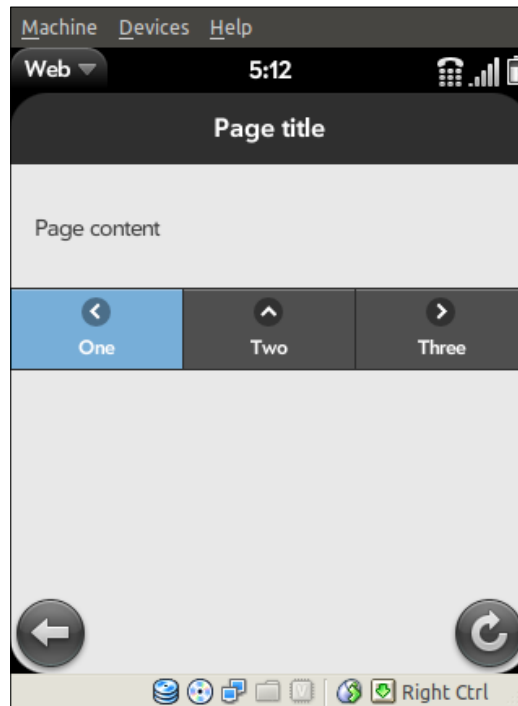 Machine Devices Help
Web 5:12
Page title
Page content
One Two Three
Right Ctrl